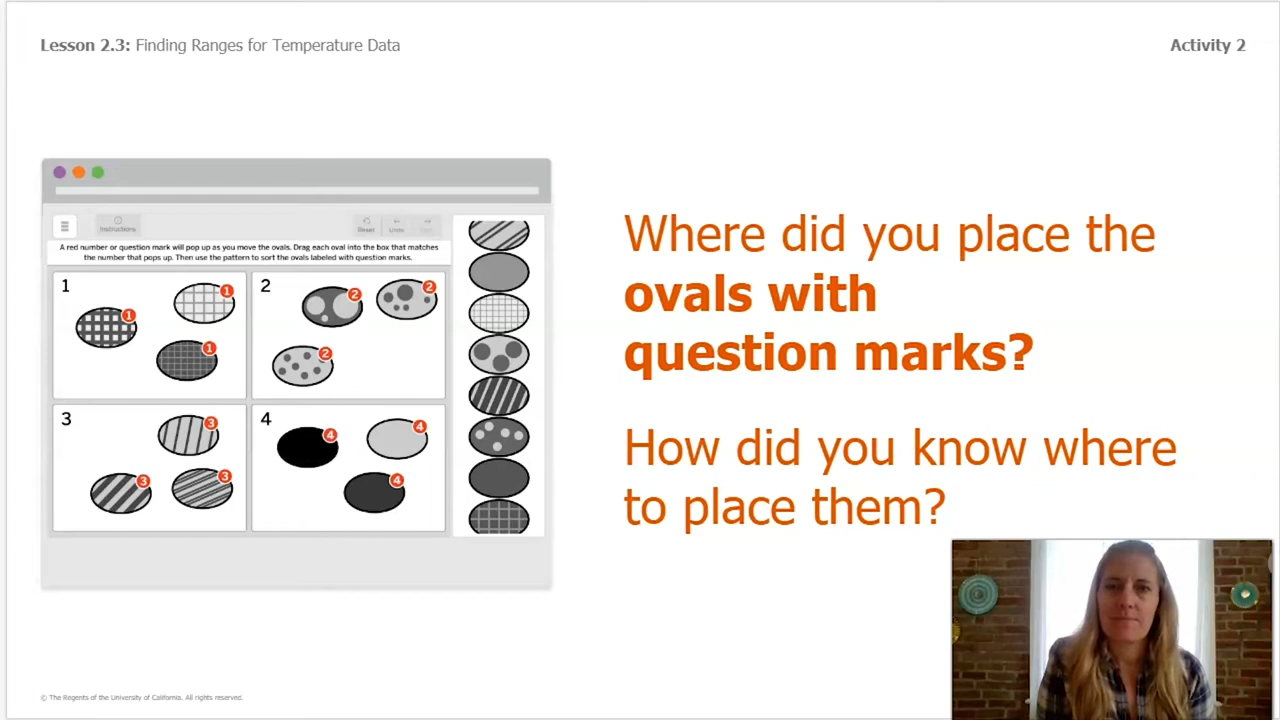 Lesson 2.3: Finding Ranges for Temperature Data
Activity 2
Instructions
Reset
Undo
A red number or question mark will pop up as you move the ovals. Drag each oval into the box that matches
the number that pops up. Then use the pattern to sort the ovals labeled with question marks.
1
1
1
1
2
2
2
2
3
3
3
3
4
4
4
4
Where did you place the
ovals with
question marks?
How did you know where
to place them?
© The Regents of the University of California. All rights reserved.